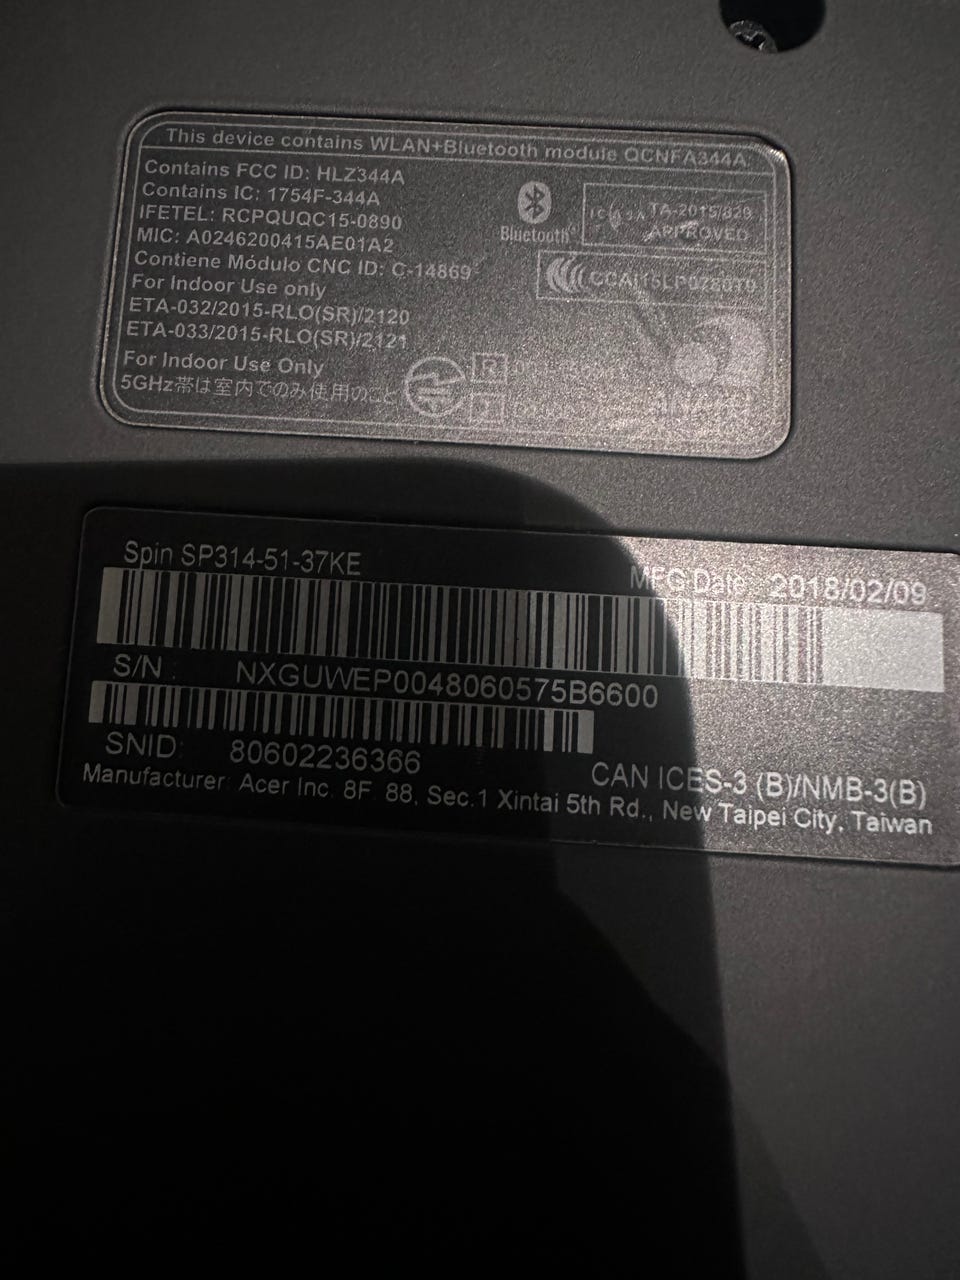 This device contains WLAN+Bluetooth module QCNFA344A
Contains FCC ID: HLZ344A
Contains IC: 1754F-344A
IFETEL: RCPQUQC15-0890
MIC: A0246200415AE01A2
Contiene Módulo CNC ID: C-14869
For Indoor Use only
ETA-032/2015-RLO(SR)/2120
ETA-033/2015-RLO(SR)/2121
For Indoor Use Only
5GHz帯は室内でのみ使用のこと
Bluetooth®
TA-2015/829
APPROVED
R
Spin SP314-51-37KE
MFG Date 2018/02/09
S/N NXGUWEP0048060575B6600
SNID: 80602236366
CAN ICES-3 (B)/NMB-3(B)
Manufacturer: Acer Inc. 8F. 88, Sec.1 Xintai 5th Rd., New Taipei City, Taiwan